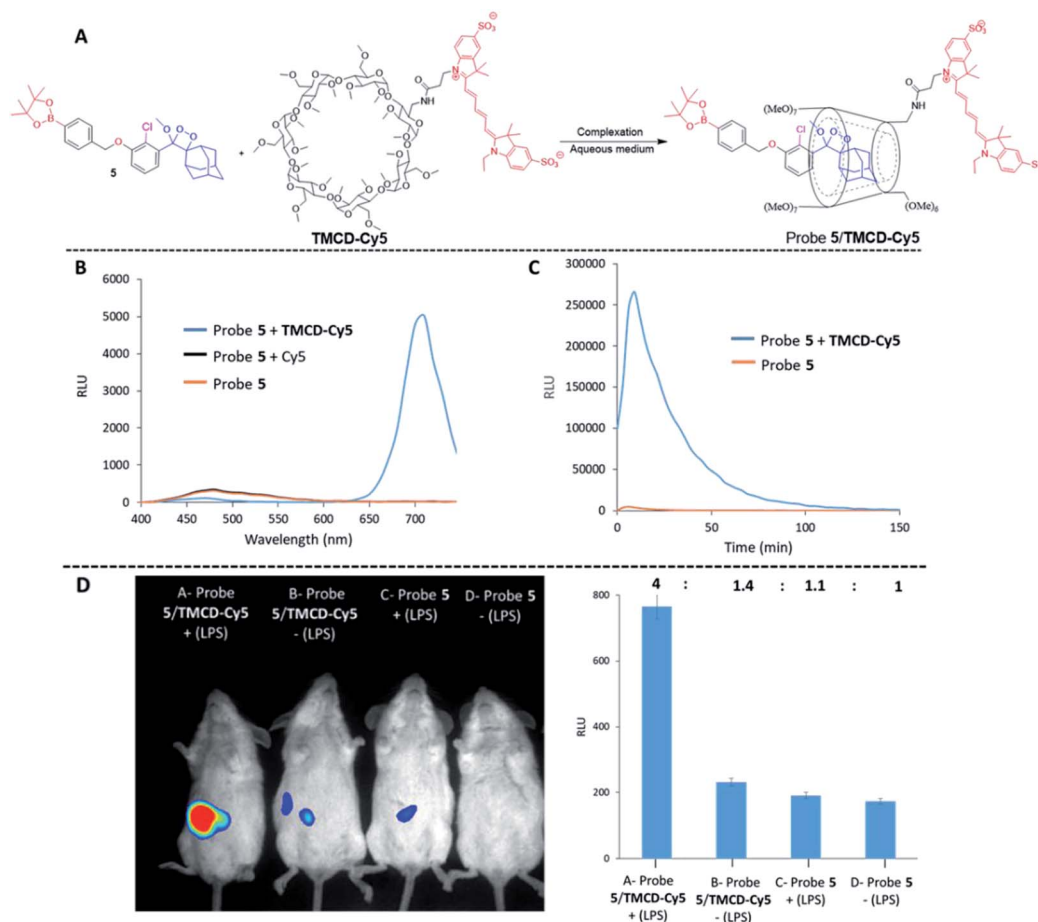 A
SO3⊖
N
⊕
O
NH
B
O
O
Cl
O
O
O
O
5
+
N
SO3⊖
TMCD-Cy5
Complexation
Aqueous medium
(MeO)7
(MeO)7
(OMe)6
SO3⊖
N
⊕
O
NH
B
O
O
Cl
O
O
O
O
N
Probe 5/TMCD-Cy5
B
6000
5000
4000
3000
2000
1000
0
RLU
400
450
500
550
600
650
700
Wavelength (nm)
Probe 5 + TMCD-Cy5
Probe 5 + Cy5
Probe 5
C
300000
250000
200000
150000
100000
50000
0
RLU
0
50
100
150
Time (min)
Probe 5 + TMCD-Cy5
Probe 5
D
A- Probe
5/TMCD-Cy5
+ (LPS)
B- Probe
5/TMCD-Cy5
- (LPS)
C- Probe 5
+ (LPS)
D- Probe 5
- (LPS)
4 : 1.4 : 1.1 : 1
800
600
400
200
0
RLU
A- Probe
5/TMCD-Cy5
+ (LPS)
B- Probe
5/TMCD-Cy5
- (LPS)
C- Probe 5
+ (LPS)
D- Probe 5
- (LPS)